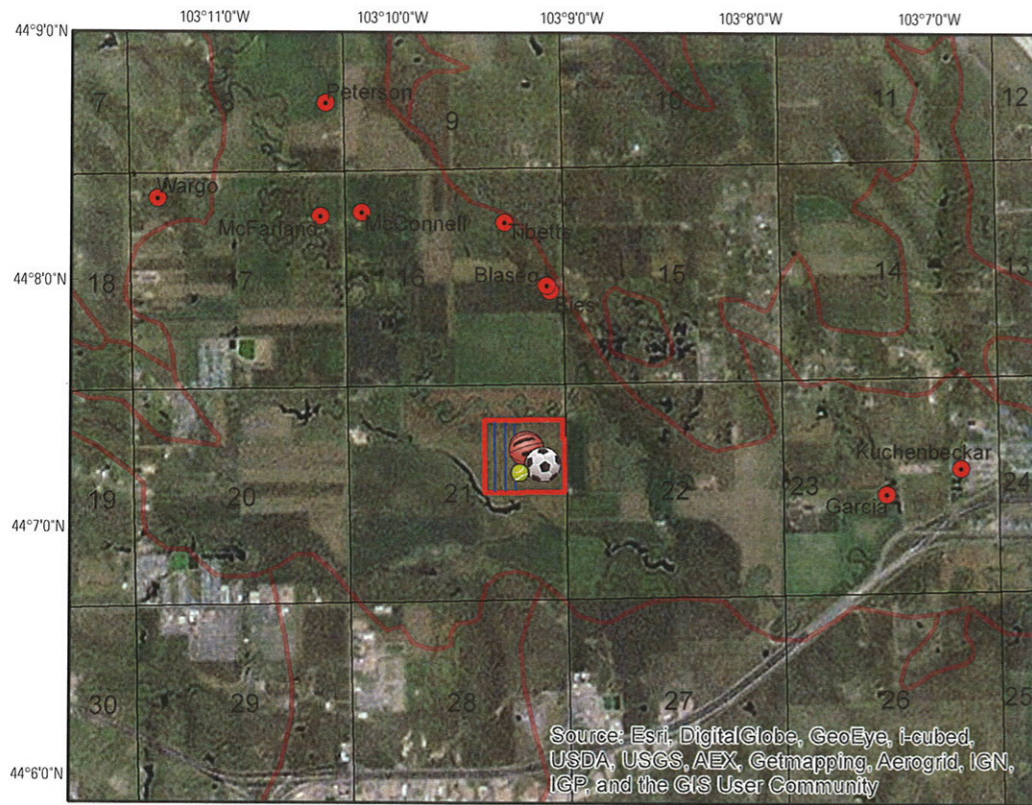 103°11'0"W
103°10'0"W
103°9'0"W
103°8'0"W
103°7'0"W
44°9'0"N
Peterson
7
8
9
10
11
12
Wargo
McFarland
McConnell
Tibetts
44°8'0"N
18
17
16
Blaseg
Bies
15
14
13
Kuchenbeckar
19
20
21
22
23
Garcia
24
44°7'0"N
30
29
28
27
26
25
Source: Esri, DigitalGlobe, GeoEye, i-cubed,
USDA, USGS, AEX, Getmapping, Aerogrid, IGN,
IGP, and the GIS User Community
44°6'0"N